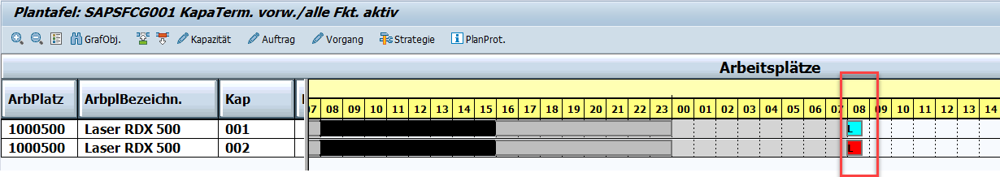 Plantafel: SAPSFCG001 KapaTerm. vorw./alle Fkt. aktiv
GrafObj. Kapazität Auftrag Vorgang Strategie PlanProt.
Arbeitsplätze
ArbPlatz ArbplBezeichn. Kap
07 08 09 10 11 12 13 14 15 16 17 18 19 20 21 22 23 00 01 02 03 04 05 06 07 08 09 10 11 12 13 14
1000500 Laser RDX 500 001 L
1000500 Laser RDX 500 002 L